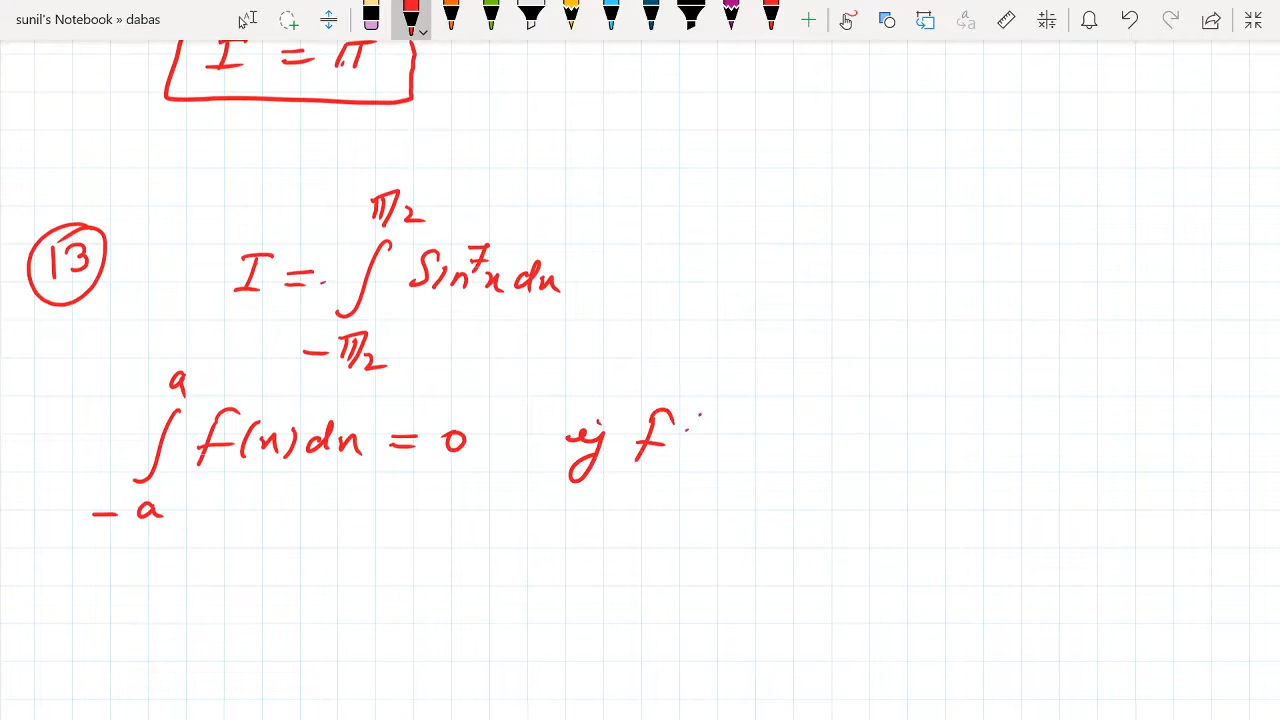 sunil's Notebook » dabas
I = π
13 I = ∫_{-π/2}^{π/2} Sin⁷x dx
∫_{-a}^{a} f(x) dx = 0 if f